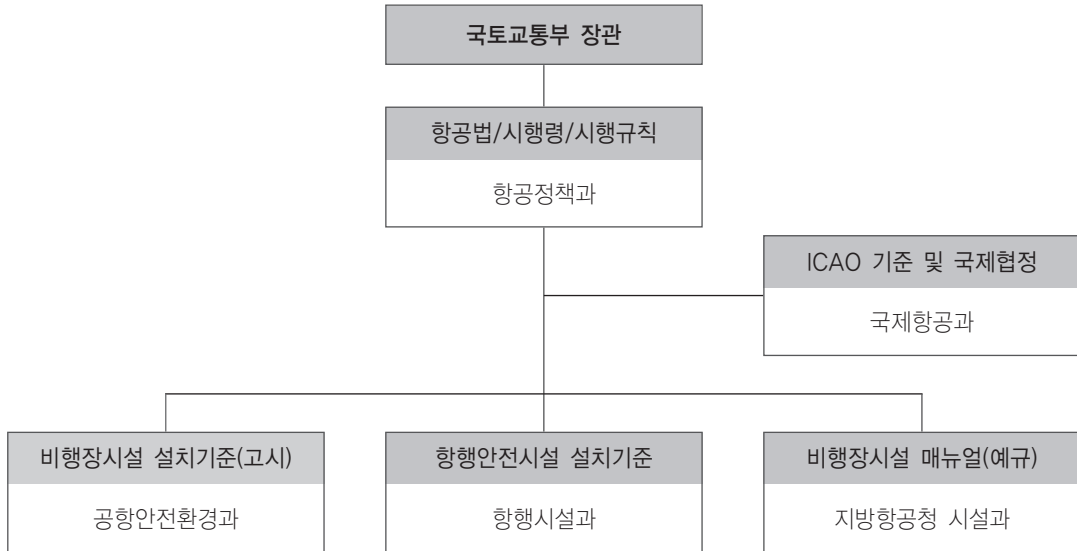 국토교통부 장관
항공법/시행령/시행규칙
항공정책과
ICAO 기준 및 국제협정
국제항공과
비행장시설 설치기준(고시)
공항안전환경과
항행안전시설 설치기준
항행시설과
비행장시설 매뉴얼(예규)
지방항공청 시설과